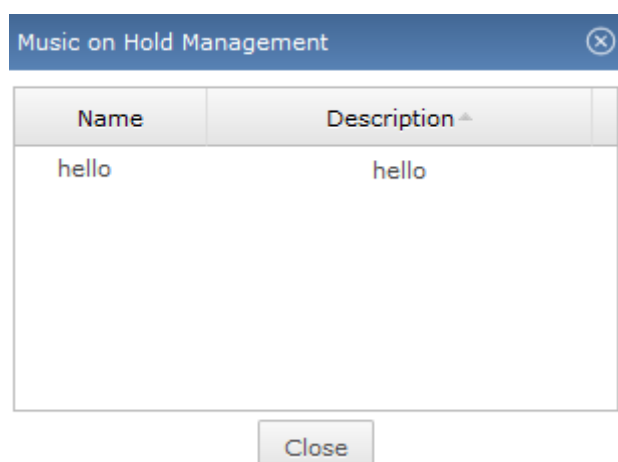 Music on Hold Management
Name Description
hello hello
Close